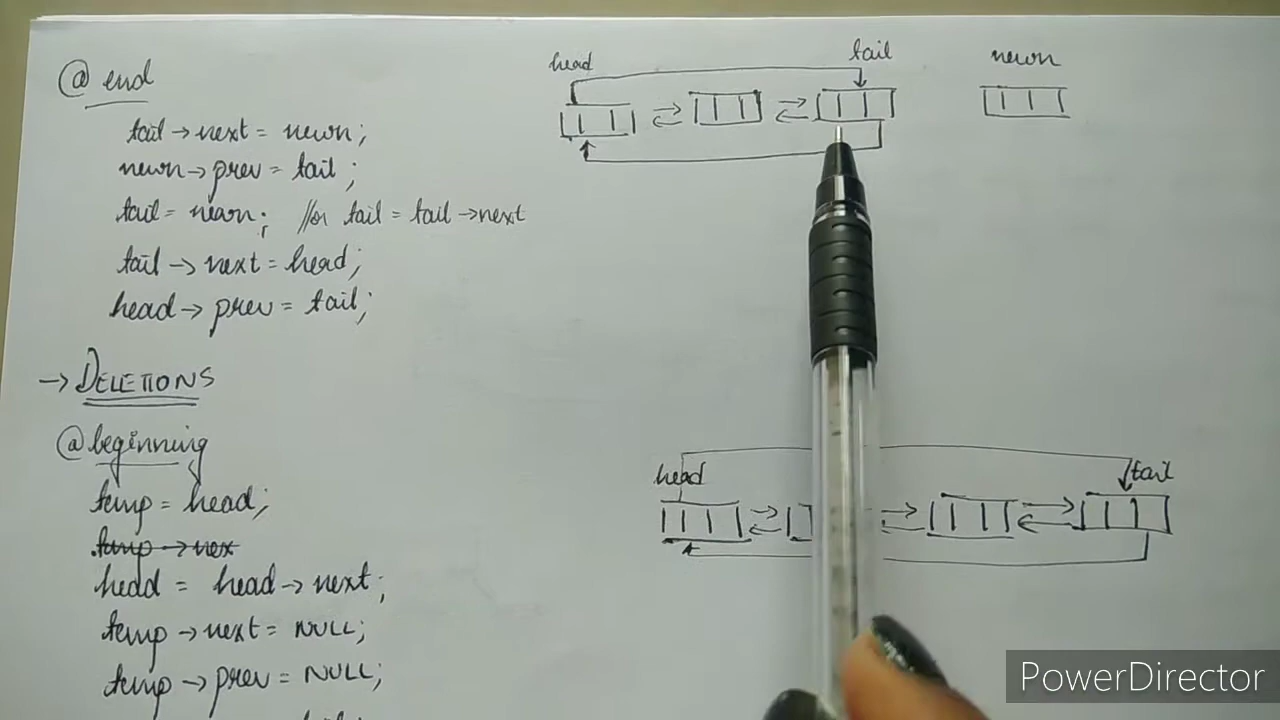 @ end
tail → next = newn;
newn → prev = tail ;
tail = newn; //or tail = tail → next
tail → next = head;
head → prev = tail;
head
tail
newn
→ DELETIONS
@ beginning
temp = head;
temp → nex
head = head → next;
temp → next = NULL;
temp → prev = NULL;
head
tail
PowerDirector